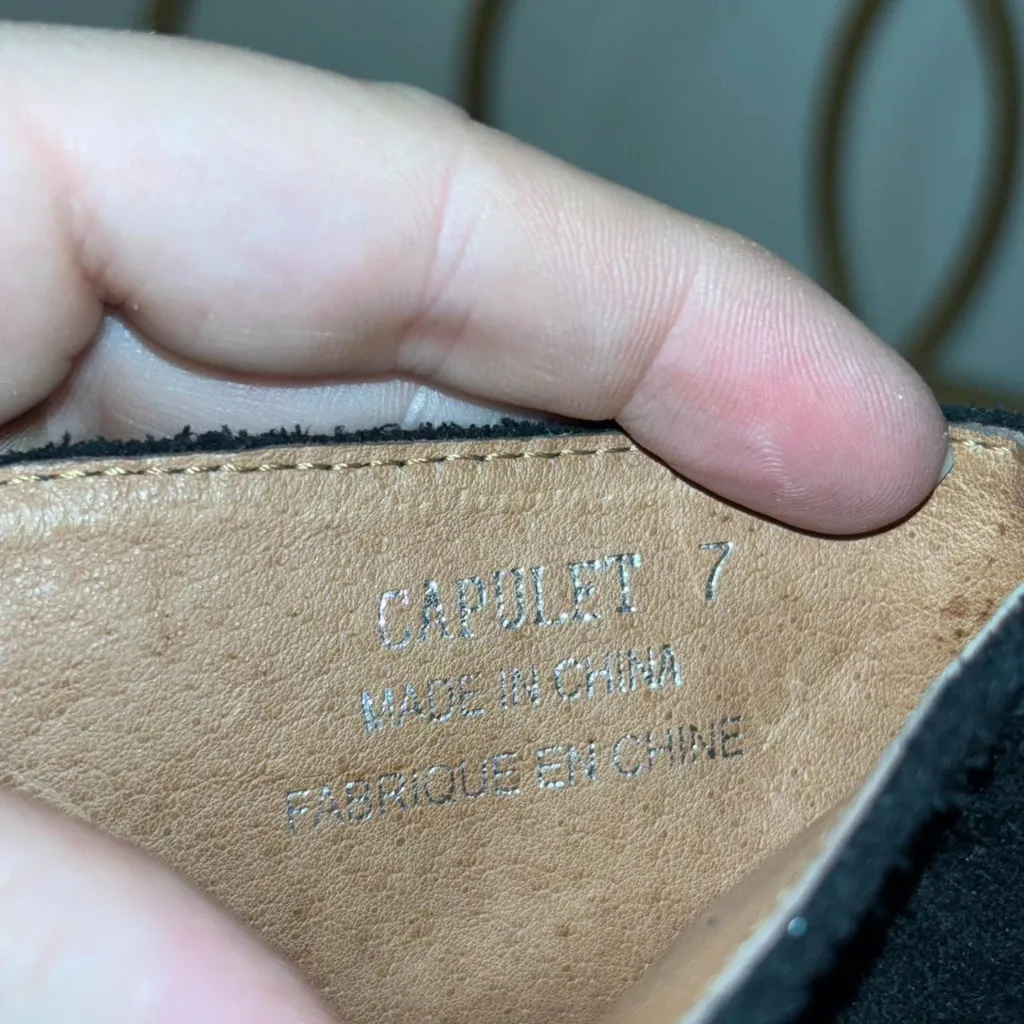 CAPULET 7
MADE IN CHINA
FABRIQUE EN CHINE